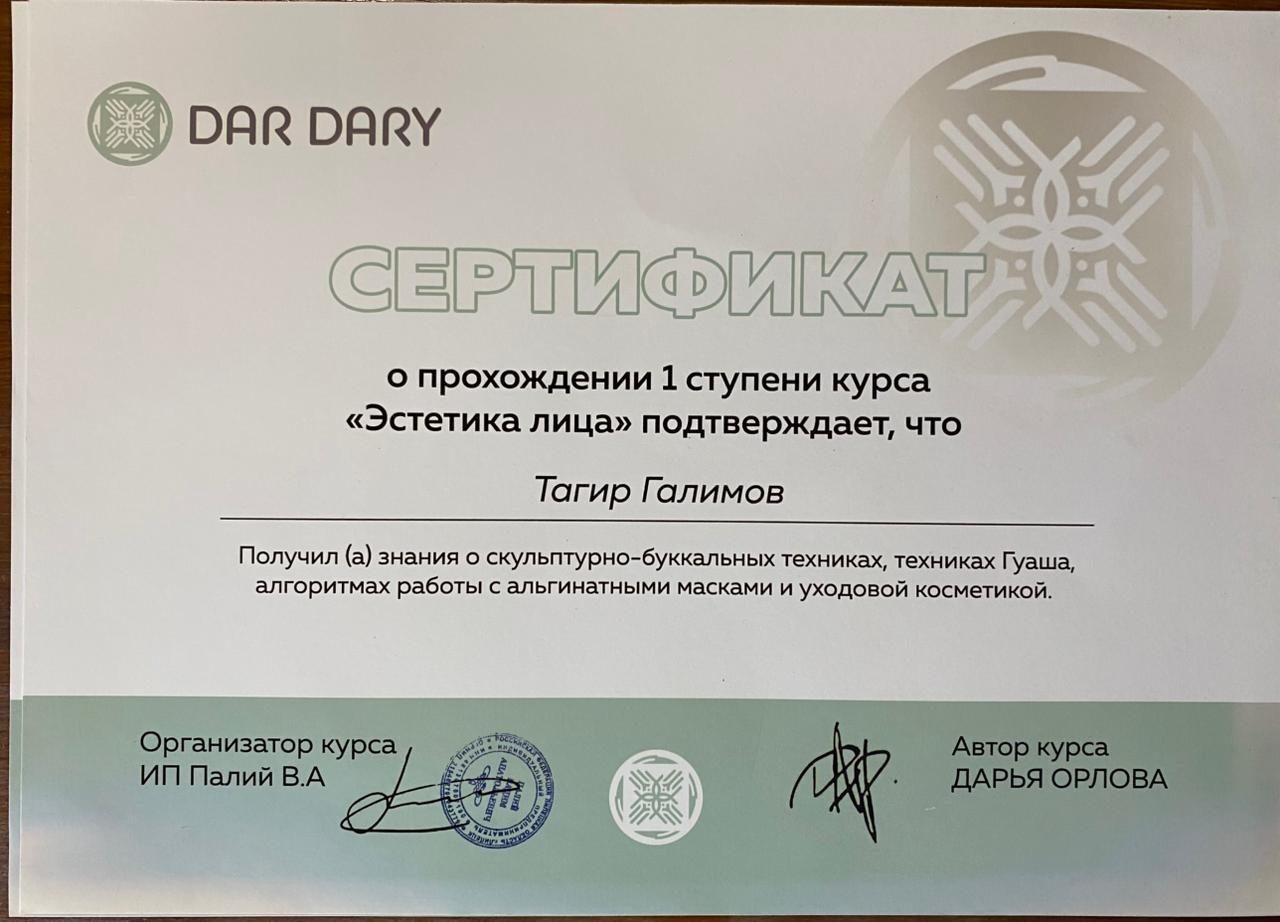 DAR DARY
СЕРТИФИКАТ
о прохождении 1 ступени курса
«Эстетика лица» подтверждает, что
Тагир Галимов
Получил (а) знания о скульптурно-буккальных техниках, техниках Гуаша,
алгоритмах работы с альгинатными масками и уходовой косметикой.
Организатор курса
ИП Палий В.А
Автор курса
ДАРЬЯ ОРЛОВА